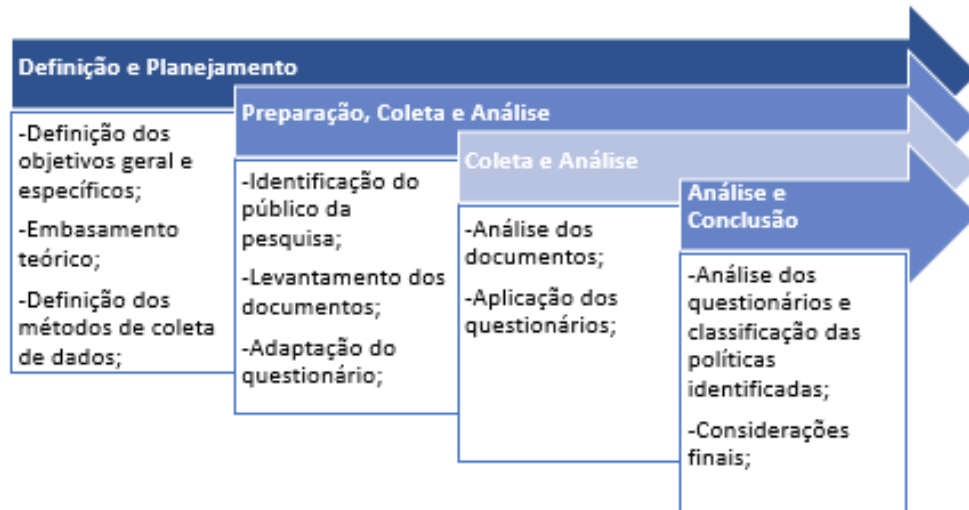 Definição e Planejamento
-Definição dos
objetivos geral e
específicos;
-Embasamento
teórico;
-Definição dos
métodos de coleta
de dados;
Preparação, Coleta e Análise
-Identificação do
público da
pesquisa;
-Levantamento dos
documentos;
-Adaptação do
questionário;
Coleta e Análise
-Análise dos
documentos;
-Aplicação dos
questionários;
Análise e
Conclusão
-Análise dos
questionários e
classificação das
políticas
identificadas;
-Considerações
finais;